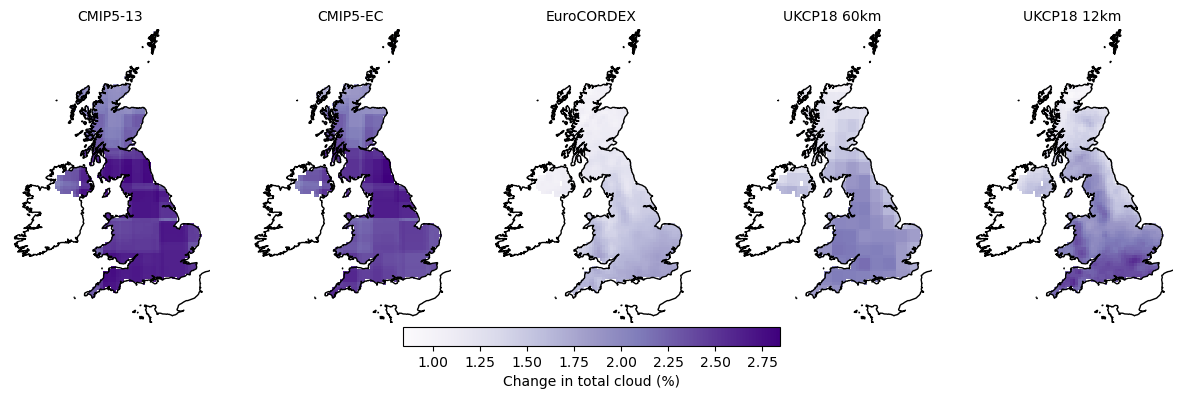 CMIP5-13
CMIP5-EC
EuroCORDEX
UKCP18 60km
UKCP18 12km
1.00 1.25 1.50 1.75 2.00 2.25 2.50 2.75
Change in total cloud (%)